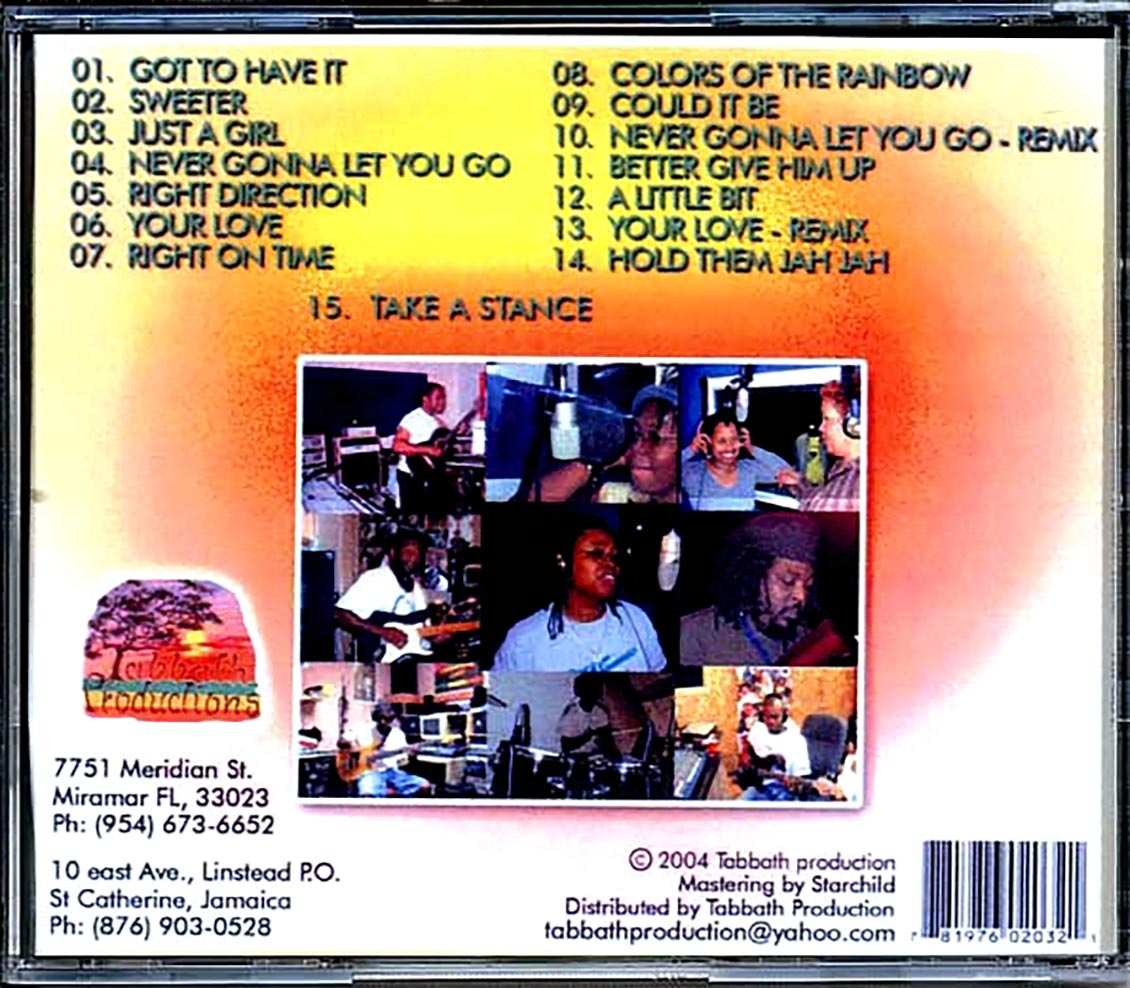 01. GOT TO HAVE IT
02. SWEETER
03. JUST A GIRL
04. NEVER GONNA LET YOU GO
05. RIGHT DIRECTION
06. YOUR LOVE
07. RIGHT ON TIME
08. COLORS OF THE RAINBOW
09. COULD IT BE
10. NEVER GONNA LET YOU GO - REMIX
11. BETTER GIVE HIM UP
12. A LITTLE BIT
13. YOUR LOVE - REMIX
14. HOLD THEM JAH JAH
15. TAKE A STANCE
Tabbath
Productions
7751 Meridian St.
Miramar FL, 33023
Ph: (954) 673-6652
10 east Ave., Linstead P.O.
St Catherine, Jamaica
Ph: (876) 903-0528
© 2004 Tabbath production
Mastering by Starchild
Distributed by Tabbath Production
tabbathproduction@yahoo.com
7 81976 02032 1